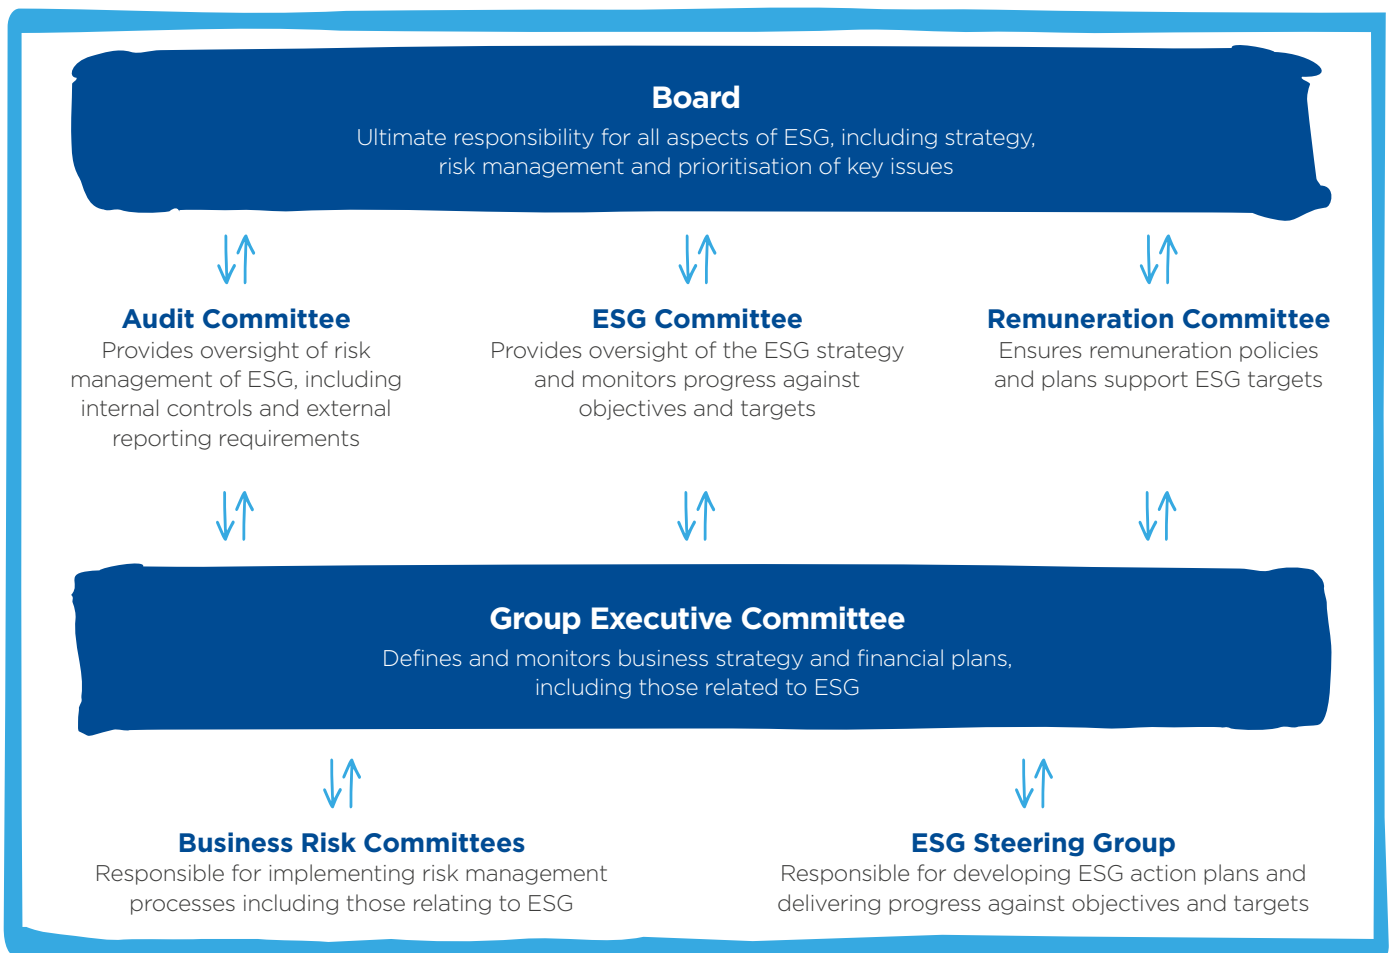 Board
Ultimate responsibility for all aspects of ESG, including strategy,
risk management and prioritisation of key issues
Audit Committee
Provides oversight of risk
management of ESG, including
internal controls and external
reporting requirements
ESG Committee
Provides oversight of the ESG strategy
and monitors progress against
objectives and targets
Remuneration Committee
Ensures remuneration policies
and plans support ESG targets
Group Executive Committee
Defines and monitors business strategy and financial plans,
including those related to ESG
Business Risk Committees
Responsible for implementing risk management
processes including those relating to ESG
ESG Steering Group
Responsible for developing ESG action plans and
delivering progress against objectives and targets